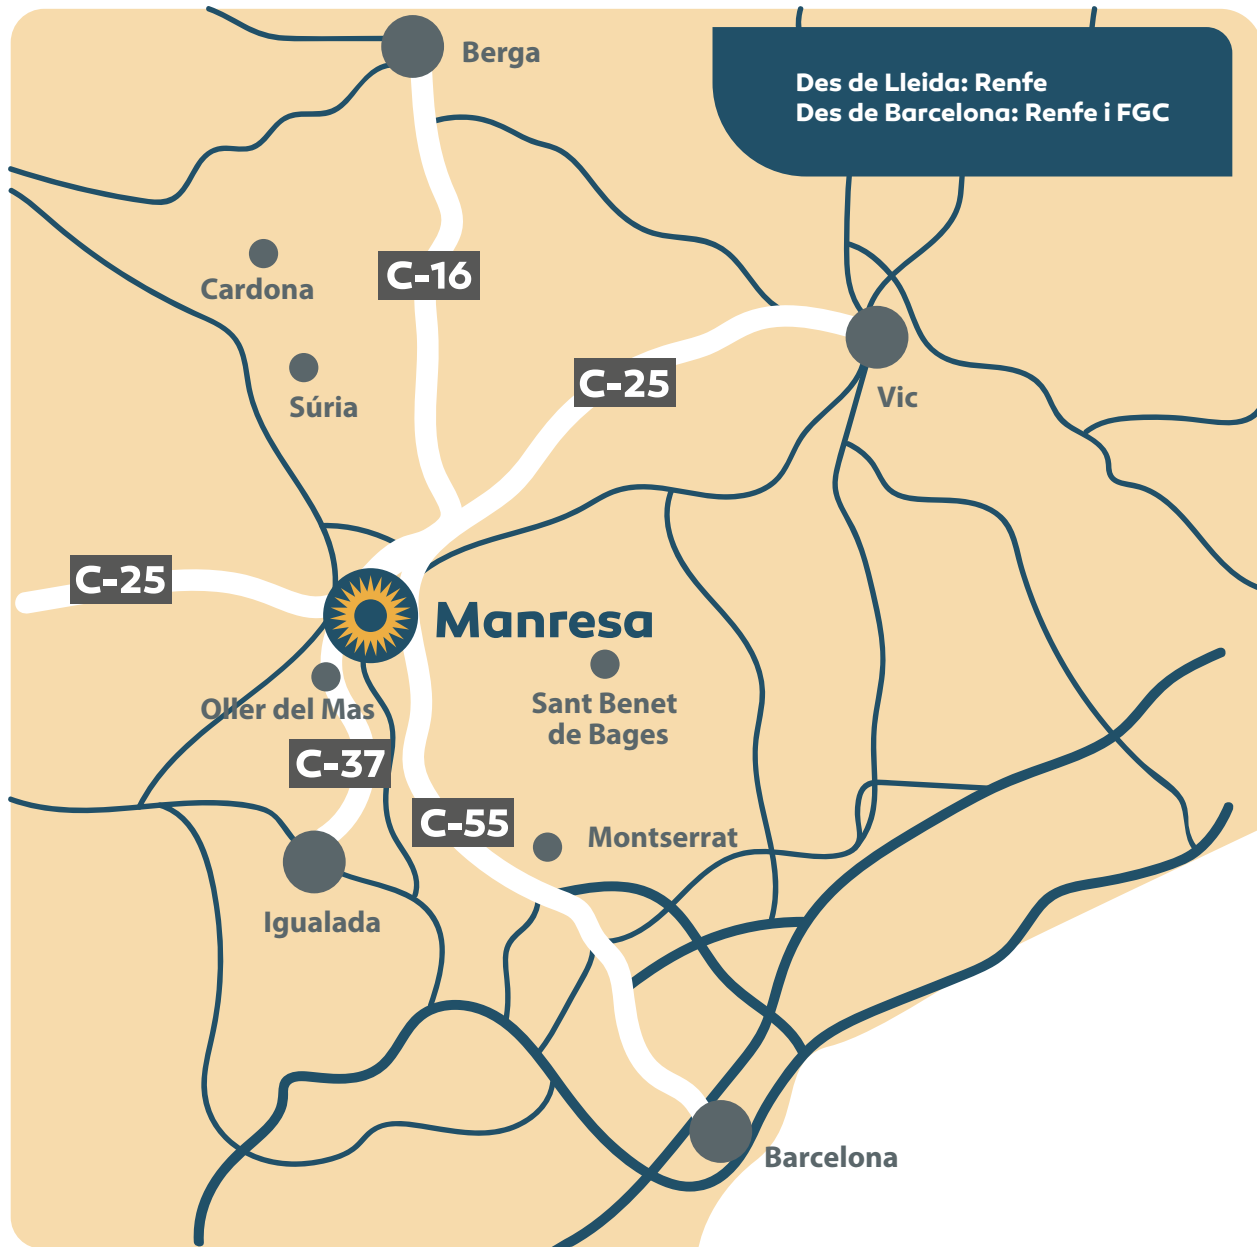 Berga
Des de Lleida: Renfe
Des de Barcelona: Renfe i FGC
Cardona
C-16
Súria
C-25
Vic
C-25
Manresa
Oller del Mas
Sant Benet
de Bages
C-37
C-55
Montserrat
Igualada
Barcelona